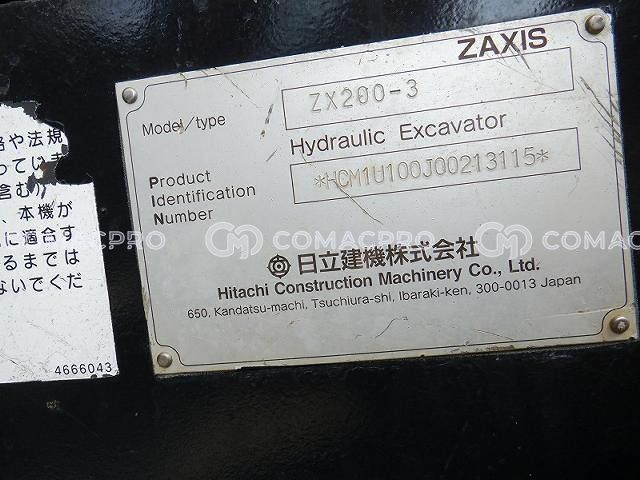 ZAXIS
Model/type ZX200-3
Hydraulic Excavator
Product
Identification
Number
*HCM1U100J00213115*
日立建機株式会社
Hitachi Construction Machinery Co., Ltd.
650, Kandatsu-machi, Tsuchiura-shi, Ibaraki-ken, 300-0013 Japan
格や法規
っていま
含む)
、本機が
に適合す
るまでは
ないでくだ
4666043
COMACPRO
COMACPRO
COMACPRO